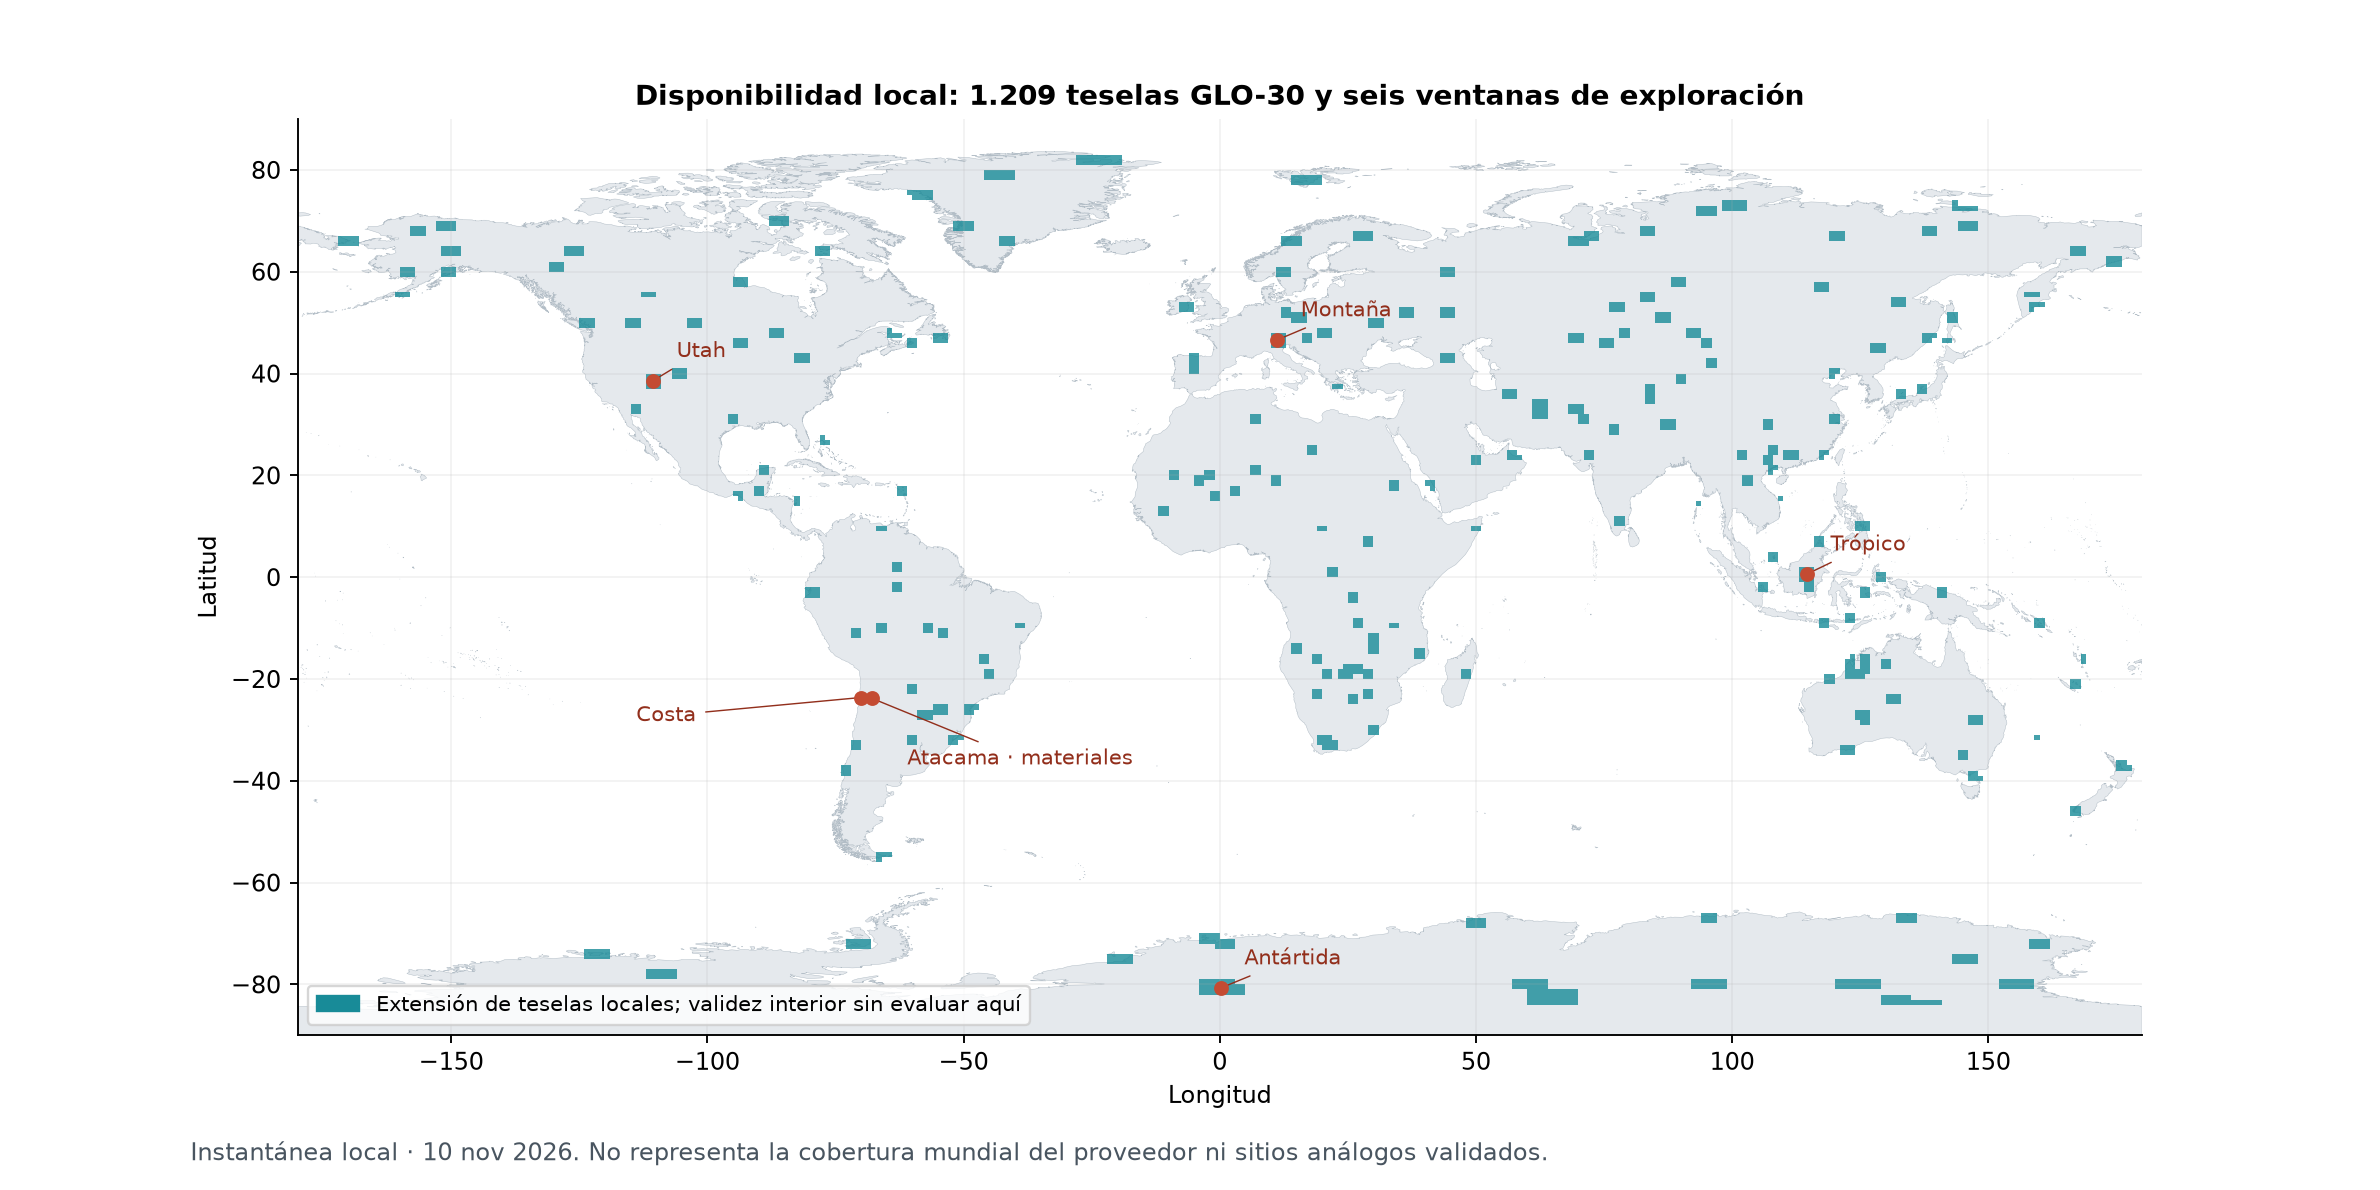 Disponibilidad local: 1.209 teselas GLO-30 y seis ventanas de exploración
80
60
40
20
0
−20
−40
−60
−80
Latitud
Montaña
Utah
Trópico
Costa
Atacama · materiales
Antártida
Extensión de teselas locales; validez interior sin evaluar aquí
−150
−100
−50
0
50
100
150
Longitud
Instantánea local · 10 nov 2026. No representa la cobertura mundial del proveedor ni sitios análogos validados.